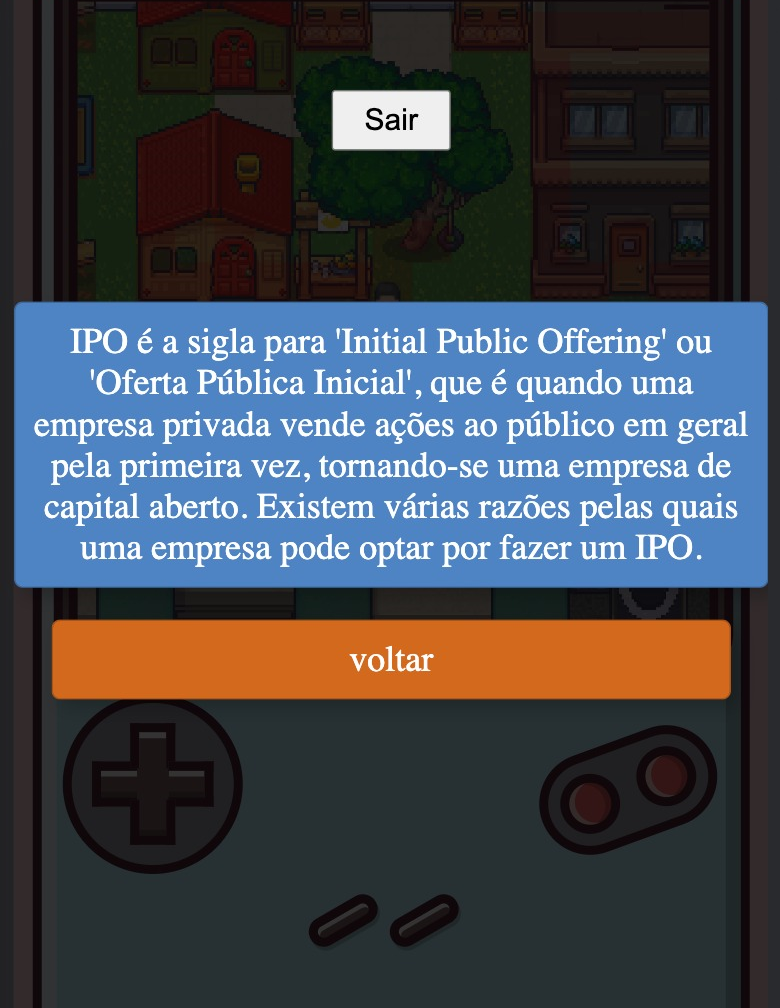 Sair
IPO é a sigla para 'Initial Public Offering' ou
'Oferta Pública Inicial', que é quando uma
empresa privada vende ações ao público em geral
pela primeira vez, tornando-se uma empresa de
capital aberto. Existem várias razões pelas quais
uma empresa pode optar por fazer um IPO.
voltar